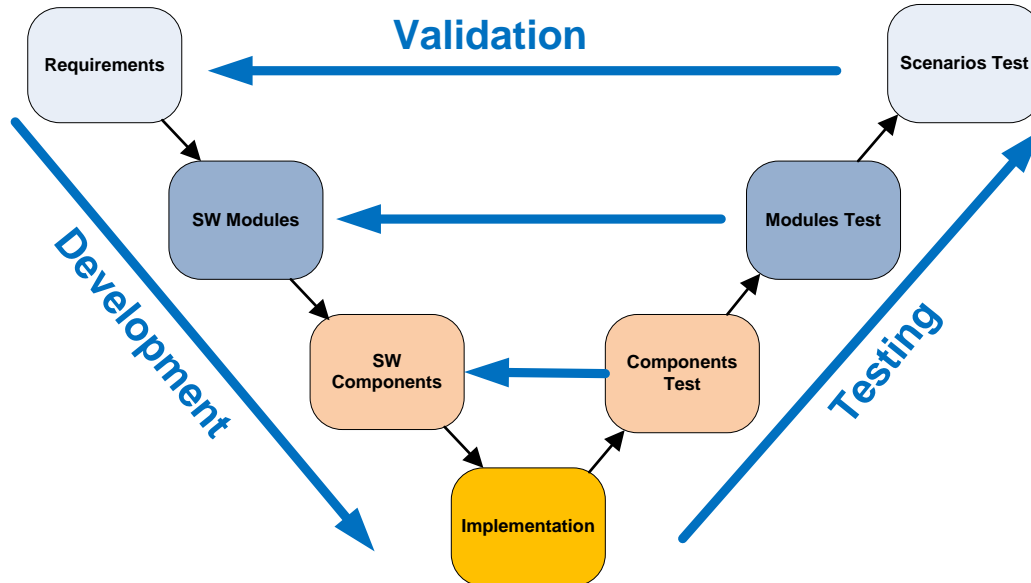 Validation
Requirements
Scenarios Test
SW Modules
Modules Test
Development
Testing
SW
Components
Components
Test
Implementation